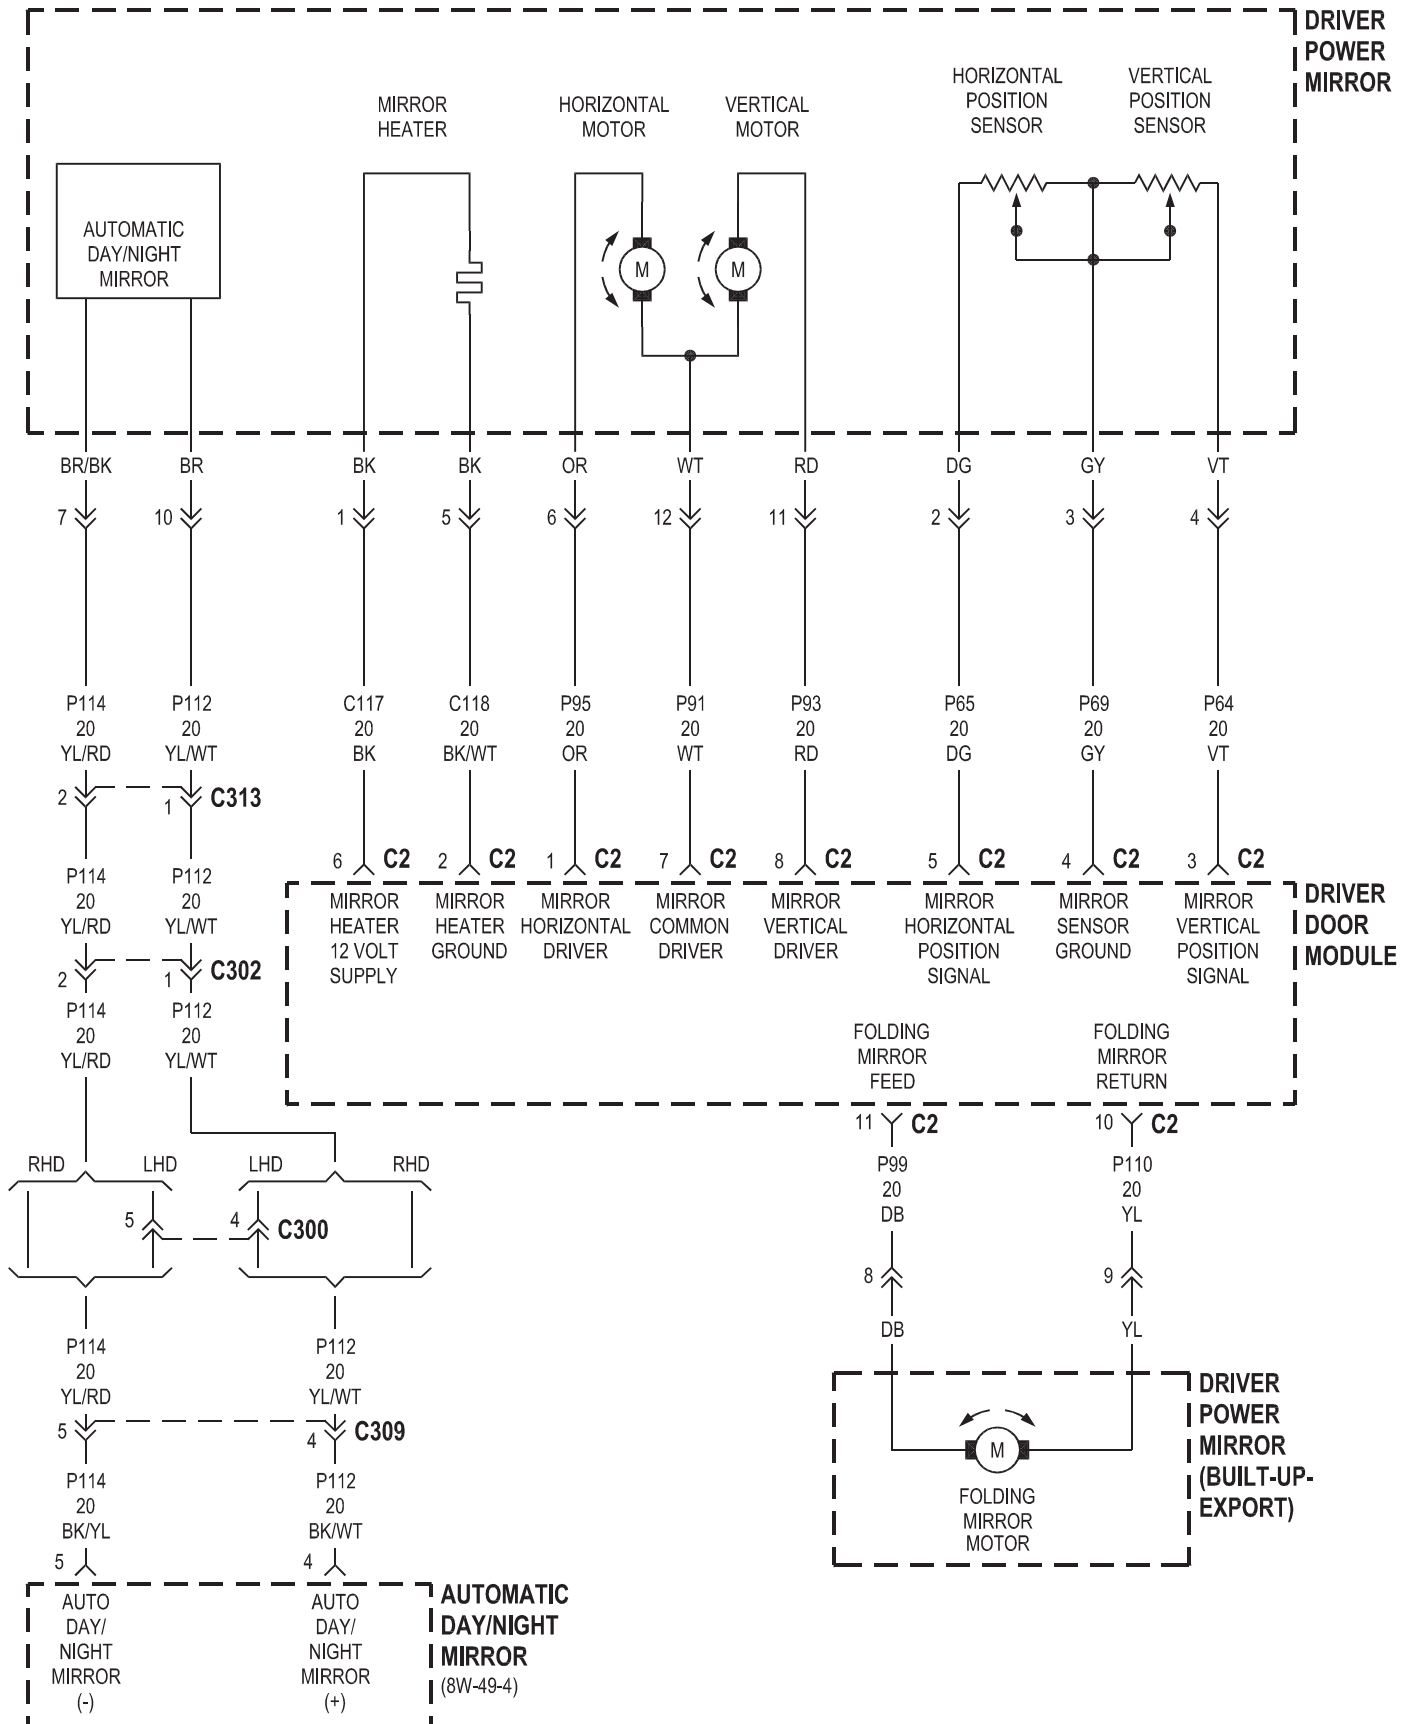 DRIVER
POWER
MIRROR
HORIZONTAL
POSITION
SENSOR
VERTICAL
POSITION
SENSOR
MIRROR
HEATER
HORIZONTAL
MOTOR
VERTICAL
MOTOR
AUTOMATIC
DAY/NIGHT
MIRROR
M M
BR/BK BR BK BK OR WT RD DG GY VT
7 10 1 5 6 12 11 2 3 4
P114 P112 C117 C118 P95 P91 P93 P65 P69 P64
20 20 20 20 20 20 20 20 20 20
YL/RD YL/WT BK BK/WT OR WT RD DG GY VT
2 1 C313
6 C2 2 C2 1 C2 7 C2 8 C2 5 C2 4 C2 3 C2
P114 P112
20 20
YL/RD YL/WT
2 1 C302
P114 P112
20 20
YL/RD YL/WT
DRIVER
DOOR
MODULE
MIRROR
HEATER
12 VOLT
SUPPLY
MIRROR
HEATER
GROUND
MIRROR
HORIZONTAL
DRIVER
MIRROR
COMMON
DRIVER
MIRROR
VERTICAL
DRIVER
MIRROR
HORIZONTAL
POSITION
SIGNAL
MIRROR
SENSOR
GROUND
MIRROR
VERTICAL
POSITION
SIGNAL
FOLDING
MIRROR
FEED
FOLDING
MIRROR
RETURN
11 C2 10 C2
P99 P110
20 20
DB YL
8 9
DB YL
RHD LHD LHD RHD
5 4 C300
P114 P112
20 20
YL/RD YL/WT
5 4 C309
P114 P112
20 20
BK/YL BK/WT
5 4
DRIVER
POWER
MIRROR
(BUILT-UP-
EXPORT)
M
FOLDING
MIRROR
MOTOR
AUTO
DAY/
NIGHT
MIRROR
(-)
AUTO
DAY/
NIGHT
MIRROR
(+)
AUTOMATIC
DAY/NIGHT
MIRROR
(8W-49-4)